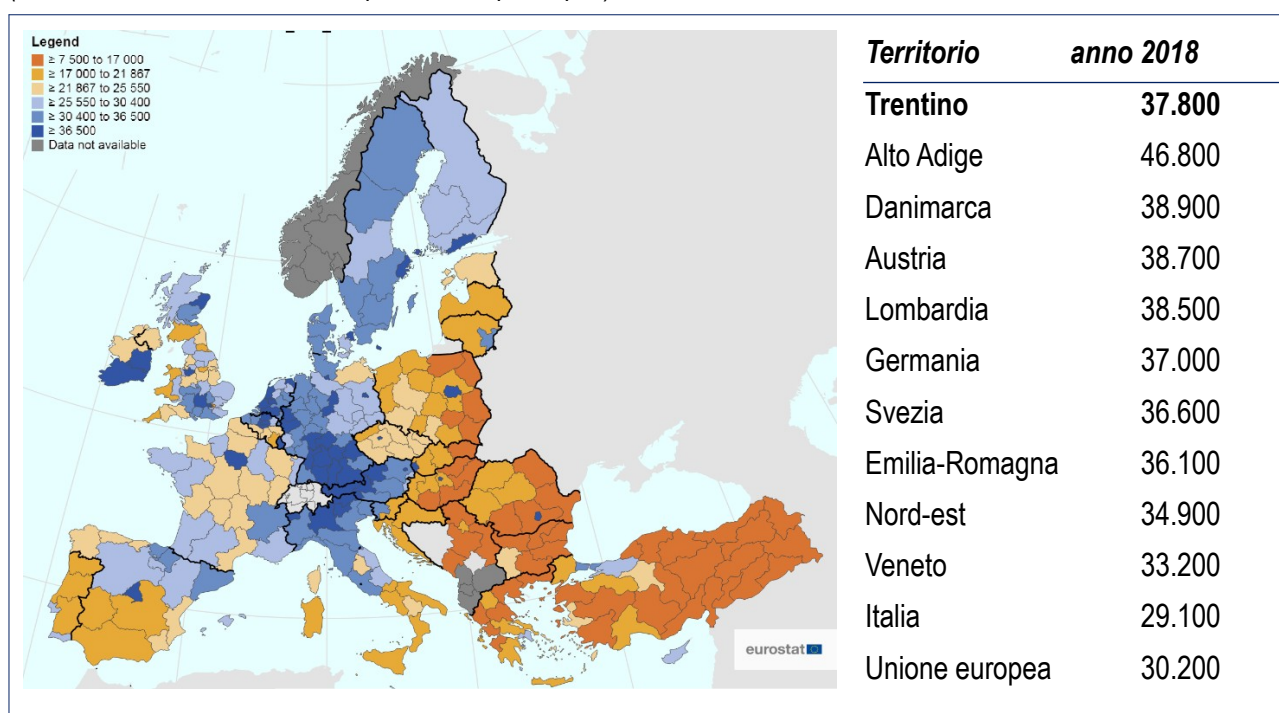 Legend
≥ 7 500 to 17 000
≥ 17 000 to 21 867
≥ 21 867 to 25 550
≥ 25 550 to 30 400
≥ 30 400 to 36 500
≥ 36 500
Data not available
eurostat
Territorio anno 2018
Trentino 37.800
Alto Adige 46.800
Danimarca 38.900
Austria 38.700
Lombardia 38.500
Germania 37.000
Svezia 36.600
Emilia-Romagna 36.100
Nord-est 34.900
Veneto 33.200
Italia 29.100
Unione europea 30.200